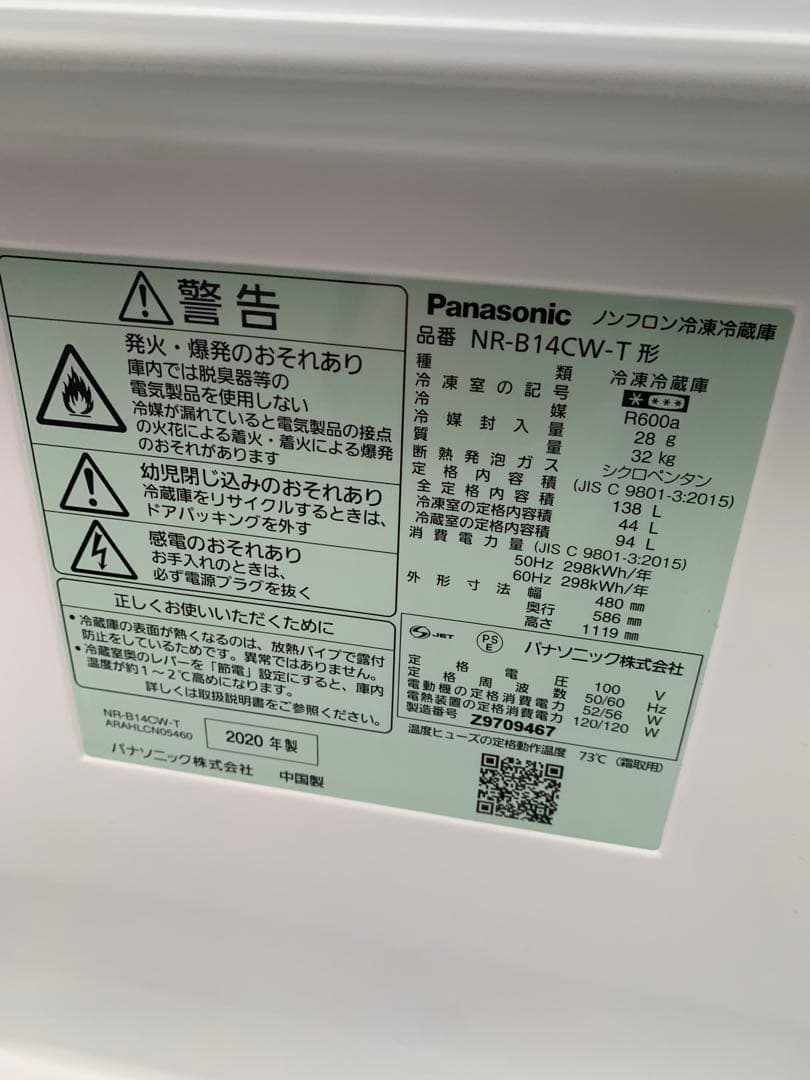 警告
発火・爆発のおそれあり
庫内では脱臭器等の
電気製品を使用しない
冷媒が漏れていると電気製品の接点
の火花による着火・着火による爆発
のおそれがあります
幼児閉じ込みのおそれあり
冷蔵庫をリサイクルするときは、
ドアパッキングを外す
感電のおそれあり
お手入れのときは、
必ず電源プラグを抜く
正しくお使いいただくために
・冷蔵庫の表面が熱くなるのは、放熱パイプで露付
防止をしているためです。異常ではありません。
・冷蔵室奥のレバーを「節電」設定にすると、庫内
温度が約1~2℃高めになります。
詳しくは取扱説明書をご参照ください。
NR-B14CW-T
ARAHLCN05460
2020 年製
パナソニック株式会社 中国製
Panasonic ノンフロン冷凍冷蔵庫
品番 NR-B14CW-T 形
種類 冷凍冷蔵庫
冷凍室の記号 * ***
冷媒 R600a
冷媒封入量 28 g
質量 32 kg
断熱発泡ガス シクロペンタン
定格内容積 (JIS C 9801-3:2015)
全定格内容積 138 L
冷凍室の定格内容積 44 L
冷蔵室の定格内容積 94 L
消費電力量 (JIS C 9801-3:2015)
50Hz 298kWh/年
60Hz 298kWh/年
外形寸法 幅 480 mm
奥行 586 mm
高さ 1119 mm
JET PSE パナソニック株式会社
定格電圧 100 V
定格周波数 50/60 Hz
電動機の定格消費電力 52/56 W
電熱装置の定格消費電力 120/120 W
製造番号 Z9709467
温度ヒューズの定格動作温度 73℃ (霜取用)